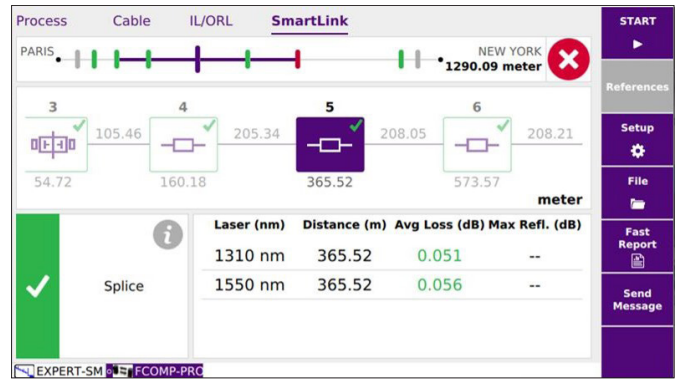 Process Cable IL/ORL SmartLink
START
PARIS
NEW YORK
1290.09 meter
References
3 4 5 6
105.46 205.34 208.05 208.21
54.72 160.18 365.52 573.57
meter
Setup
File
Fast
Report
Send
Message
Laser (nm) Distance (m) Avg Loss (dB) Max Refl. (dB)
1310 nm 365.52 0.051 --
1550 nm 365.52 0.056 --
i
Splice
EXPERT-SM FCOMP-PRO